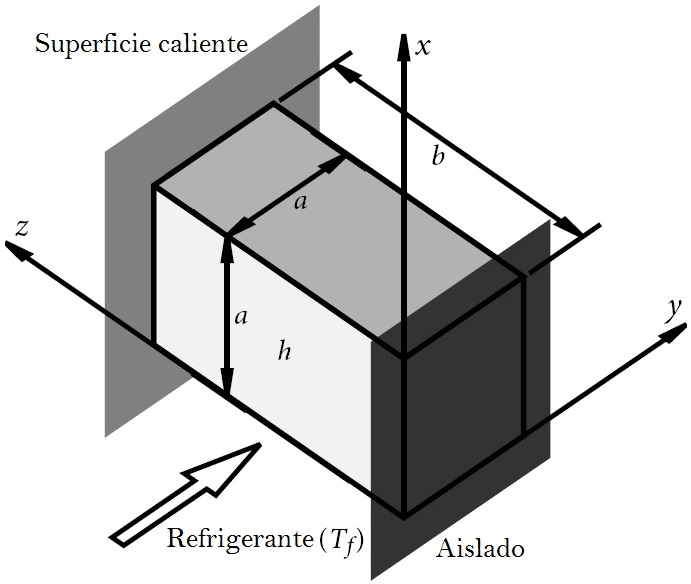 Superficie caliente
x
b
a
z
a
h
y
Refrigerante (T_f)
Aislado